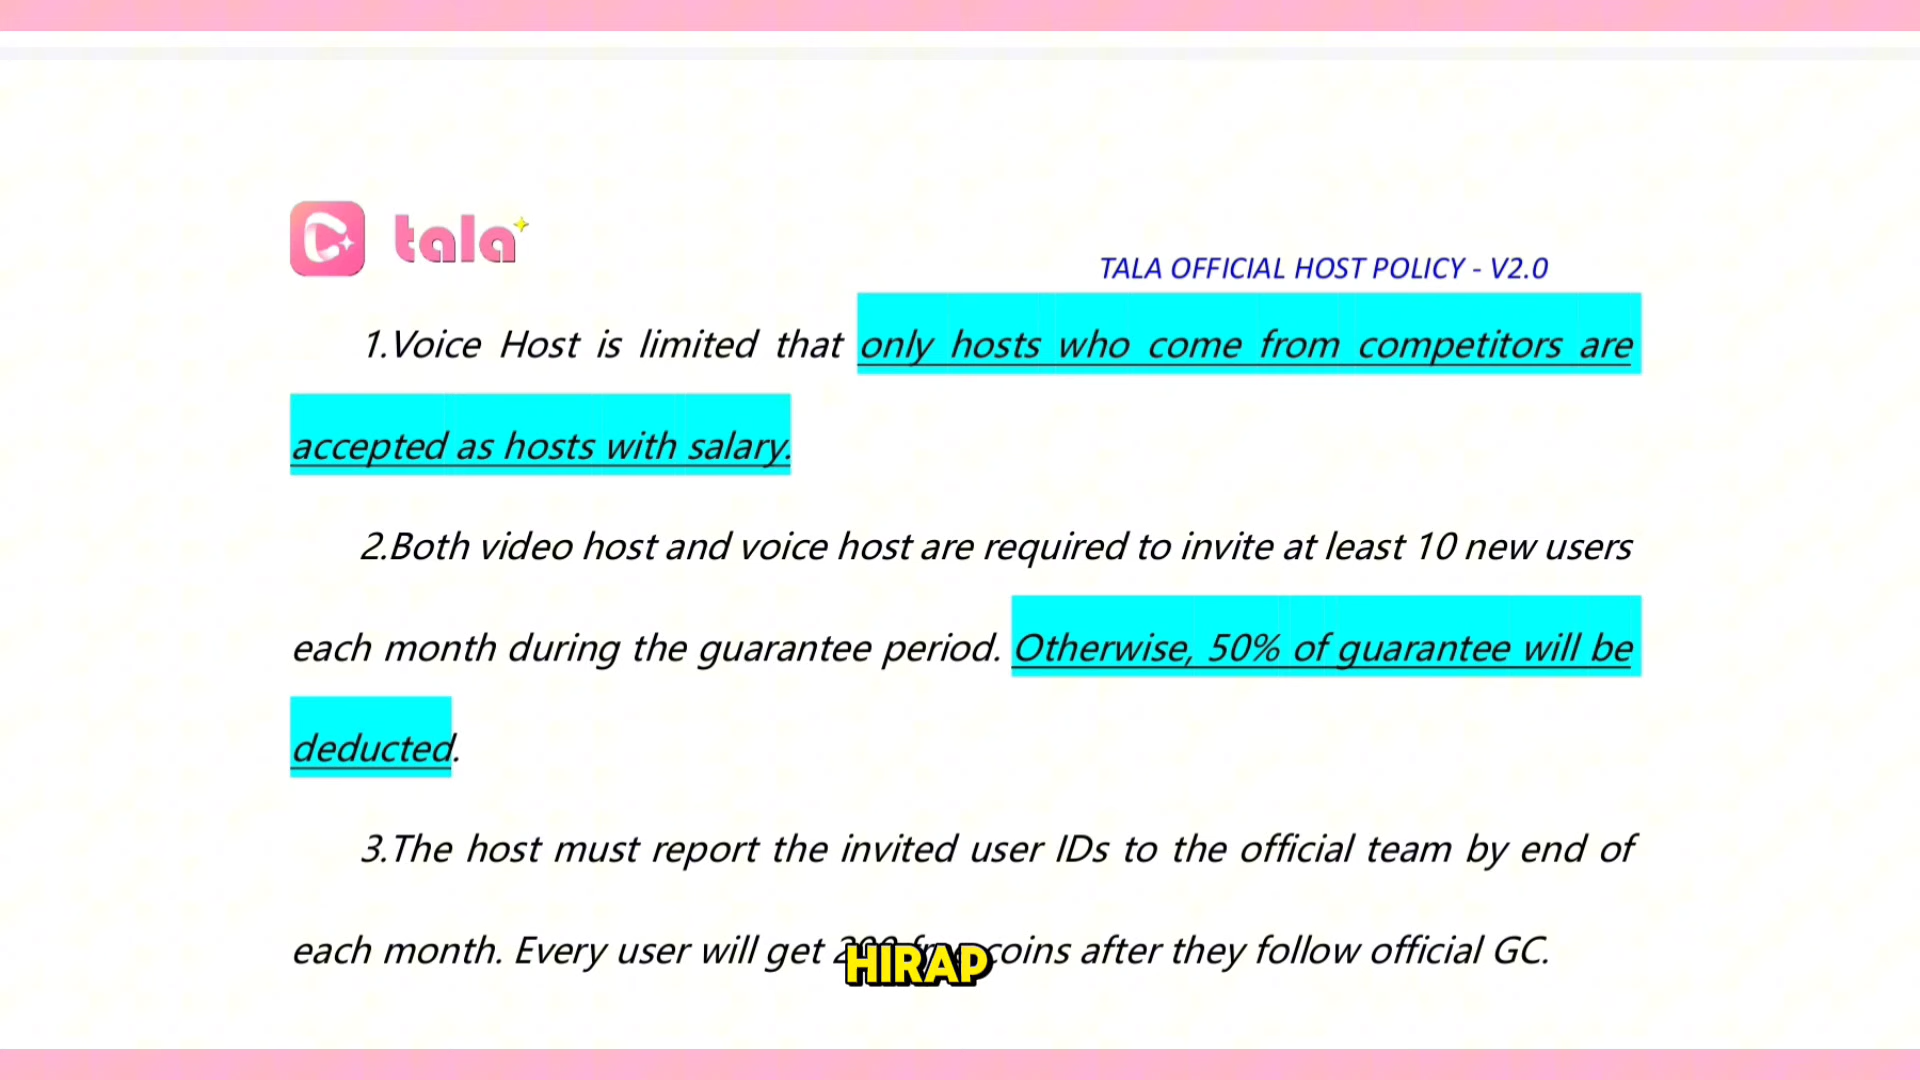 tala
TALA OFFICIAL HOST POLICY - V2.0
1.Voice Host is limited that only hosts who come from competitors are
accepted as hosts with salary.
2.Both video host and voice host are required to invite at least 10 new users
each month during the guarantee period. Otherwise, 50% of guarantee will be
deducted.
3.The host must report the invited user IDs to the official team by end of
each month. Every user will get coins after they follow official GC.
HIRAP